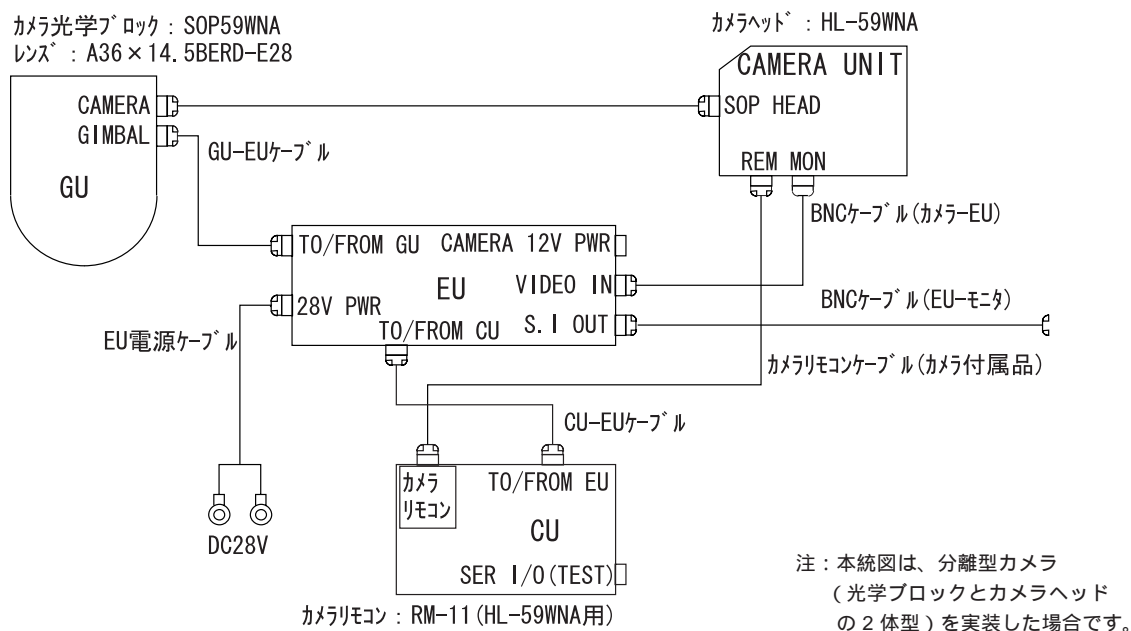 カメラ光学ブロック：SOP59WNA
レンズ：A36×14.5BERD-E28
カメラヘッド：HL-59WNA
CAMERA UNIT
CAMERA
SOP HEAD
GIMBAL
GU-EUケーブル
REM MON
GU
BNCケーブル(カメラ-EU)
TO/FROM GU
CAMERA 12V PWR
EU
VIDEO IN
28V PWR
BNCケーブル(EU-モニタ)
S.I OUT
TO/FROM CU
EU電源ケーブル
カメラリモコンケーブル(カメラ付属品)
CU-EUケーブル
カメラ
リモコン
TO/FROM EU
CU
DC28V
SER I/O(TEST)
カメラリモコン：RM-11(HL-59WNA用)
注：本統図は、分離型カメラ
（光学ブロックとカメラヘッド
の２体型）を実装した場合です。